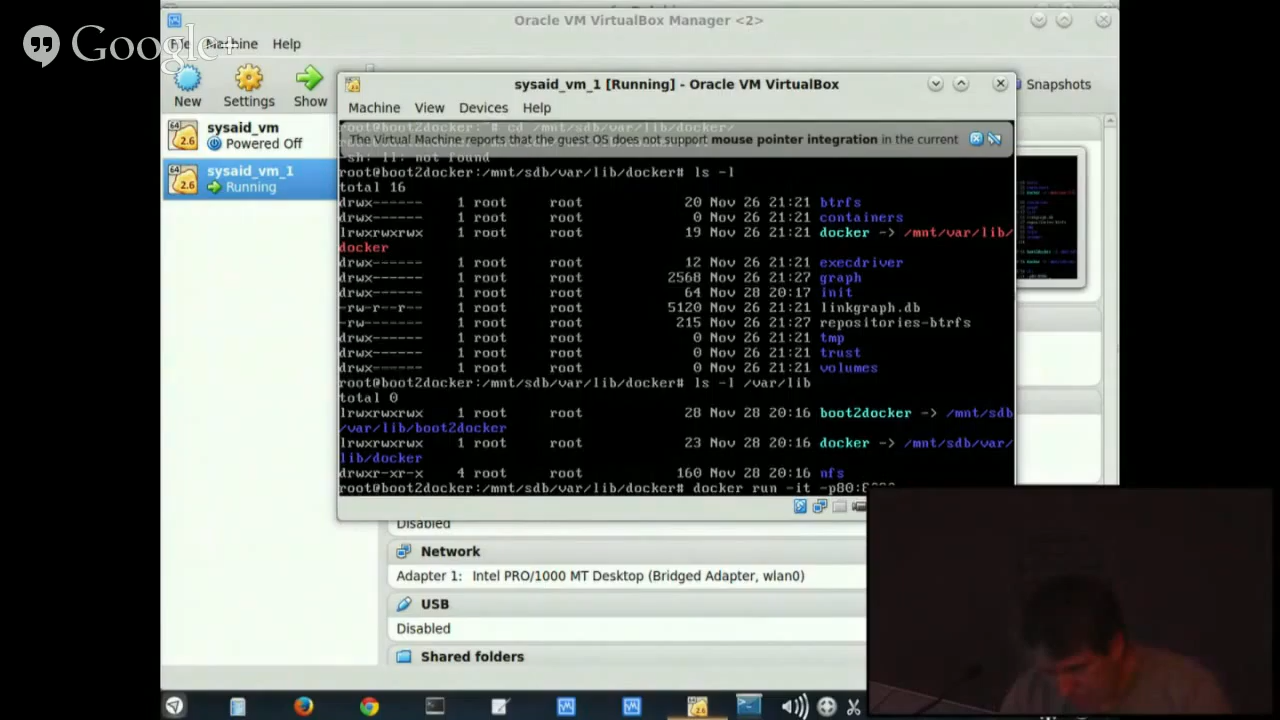 Oracle VM VirtualBox Manager <2>
Google+
File Machine Help
New Settings Show
Snapshots
sysaid_vm
Powered Off
sysaid_vm_1
Running
sysaid_vm_1 [Running] - Oracle VM VirtualBox
Machine View Devices Help
root@boot2docker:~# cd /mnt/sdb/var/lib/docker/
The Virtual Machine reports that the guest OS does not support mouse pointer integration in the current
-sh: ll: not found
root@boot2docker:/mnt/sdb/var/lib/docker# ls -l
total 16
drwx------ 1 root root 20 Nov 26 21:21 btrfs
drwx------ 1 root root 0 Nov 26 21:21 containers
lrwxrwxrwx 1 root root 19 Nov 26 21:21 docker -> /mnt/var/lib/
docker
drwx------ 1 root root 12 Nov 26 21:21 execdriver
drwx------ 1 root root 2568 Nov 26 21:27 graph
drwx------ 1 root root 64 Nov 28 20:17 init
-rw-r--r-- 1 root root 5120 Nov 26 21:21 linkgraph.db
-rw------- 1 root root 215 Nov 26 21:27 repositories-btrfs
drwx------ 1 root root 0 Nov 26 21:21 tmp
drwx------ 1 root root 0 Nov 26 21:21 trust
drwx------ 1 root root 0 Nov 26 21:21 volumes
root@boot2docker:/mnt/sdb/var/lib/docker# ls -l /var/lib
total 0
lrwxrwxrwx 1 root root 28 Nov 28 20:16 boot2docker -> /mnt/sdb
/var/lib/boot2docker
lrwxrwxrwx 1 root root 23 Nov 28 20:16 docker -> /mnt/sdb/var/
lib/docker
drwxr-xr-x 4 root root 160 Nov 28 20:16 nfs
root@boot2docker:/mnt/sdb/var/lib/docker# docker run -it
Disabled
Network
Adapter 1: Intel PRO/1000 MT Desktop (Bridged Adapter, wlan0)
USB
Disabled
Shared folders